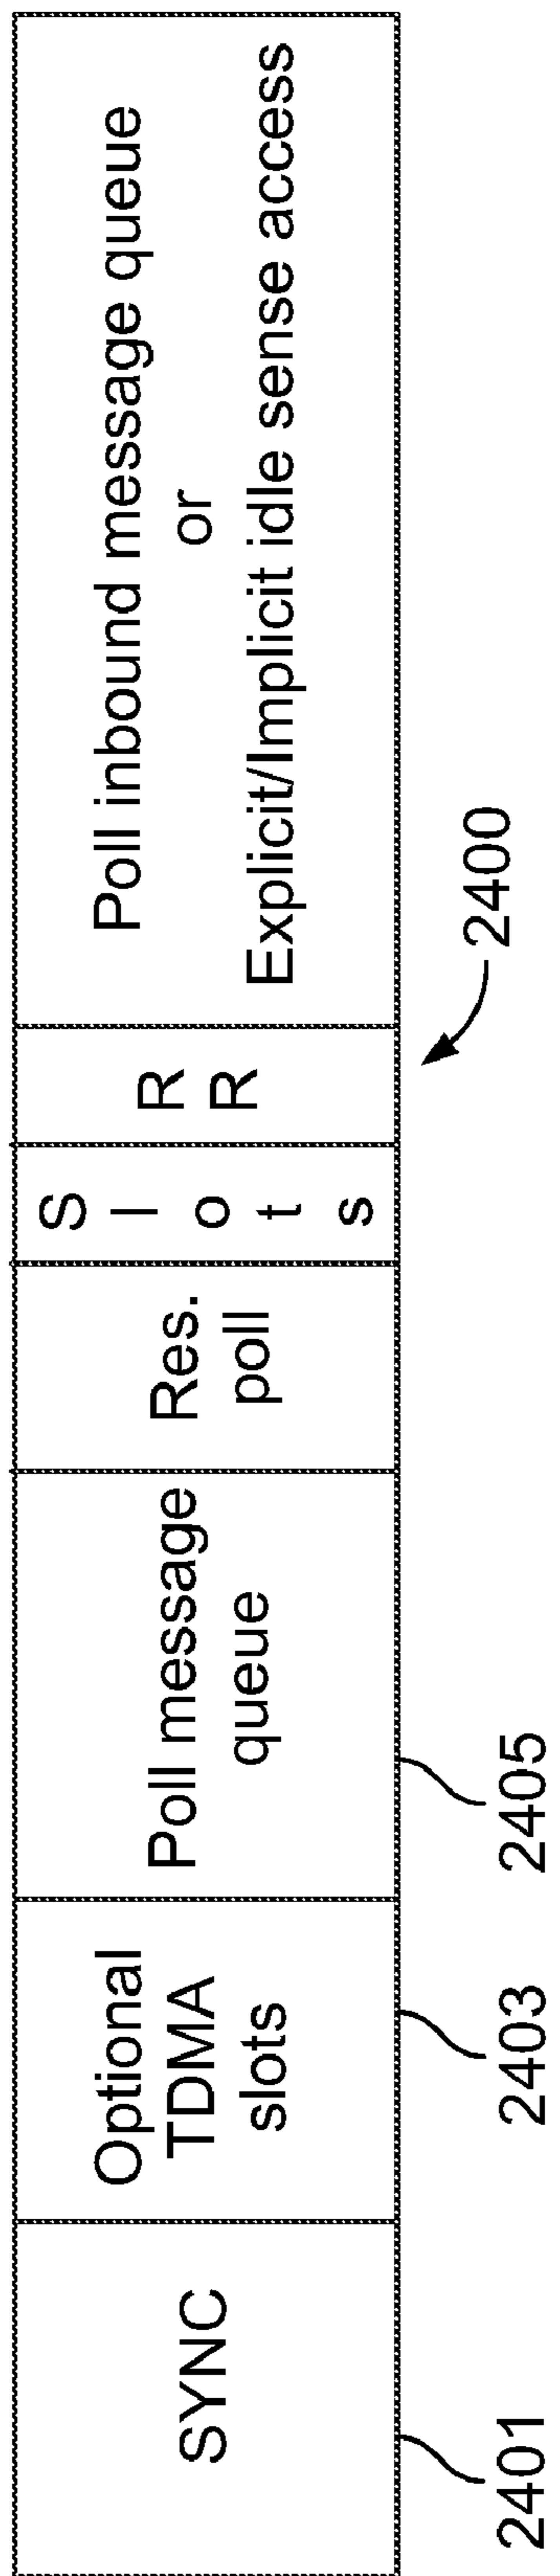 SYNC
Optional
TDMA
slots
Poll message
queue
Res.
poll
S
l
o
t
s
R
R
Poll inbound message queue
or
Explicit/Implicit idle sense access
2401
2403
2405
2400